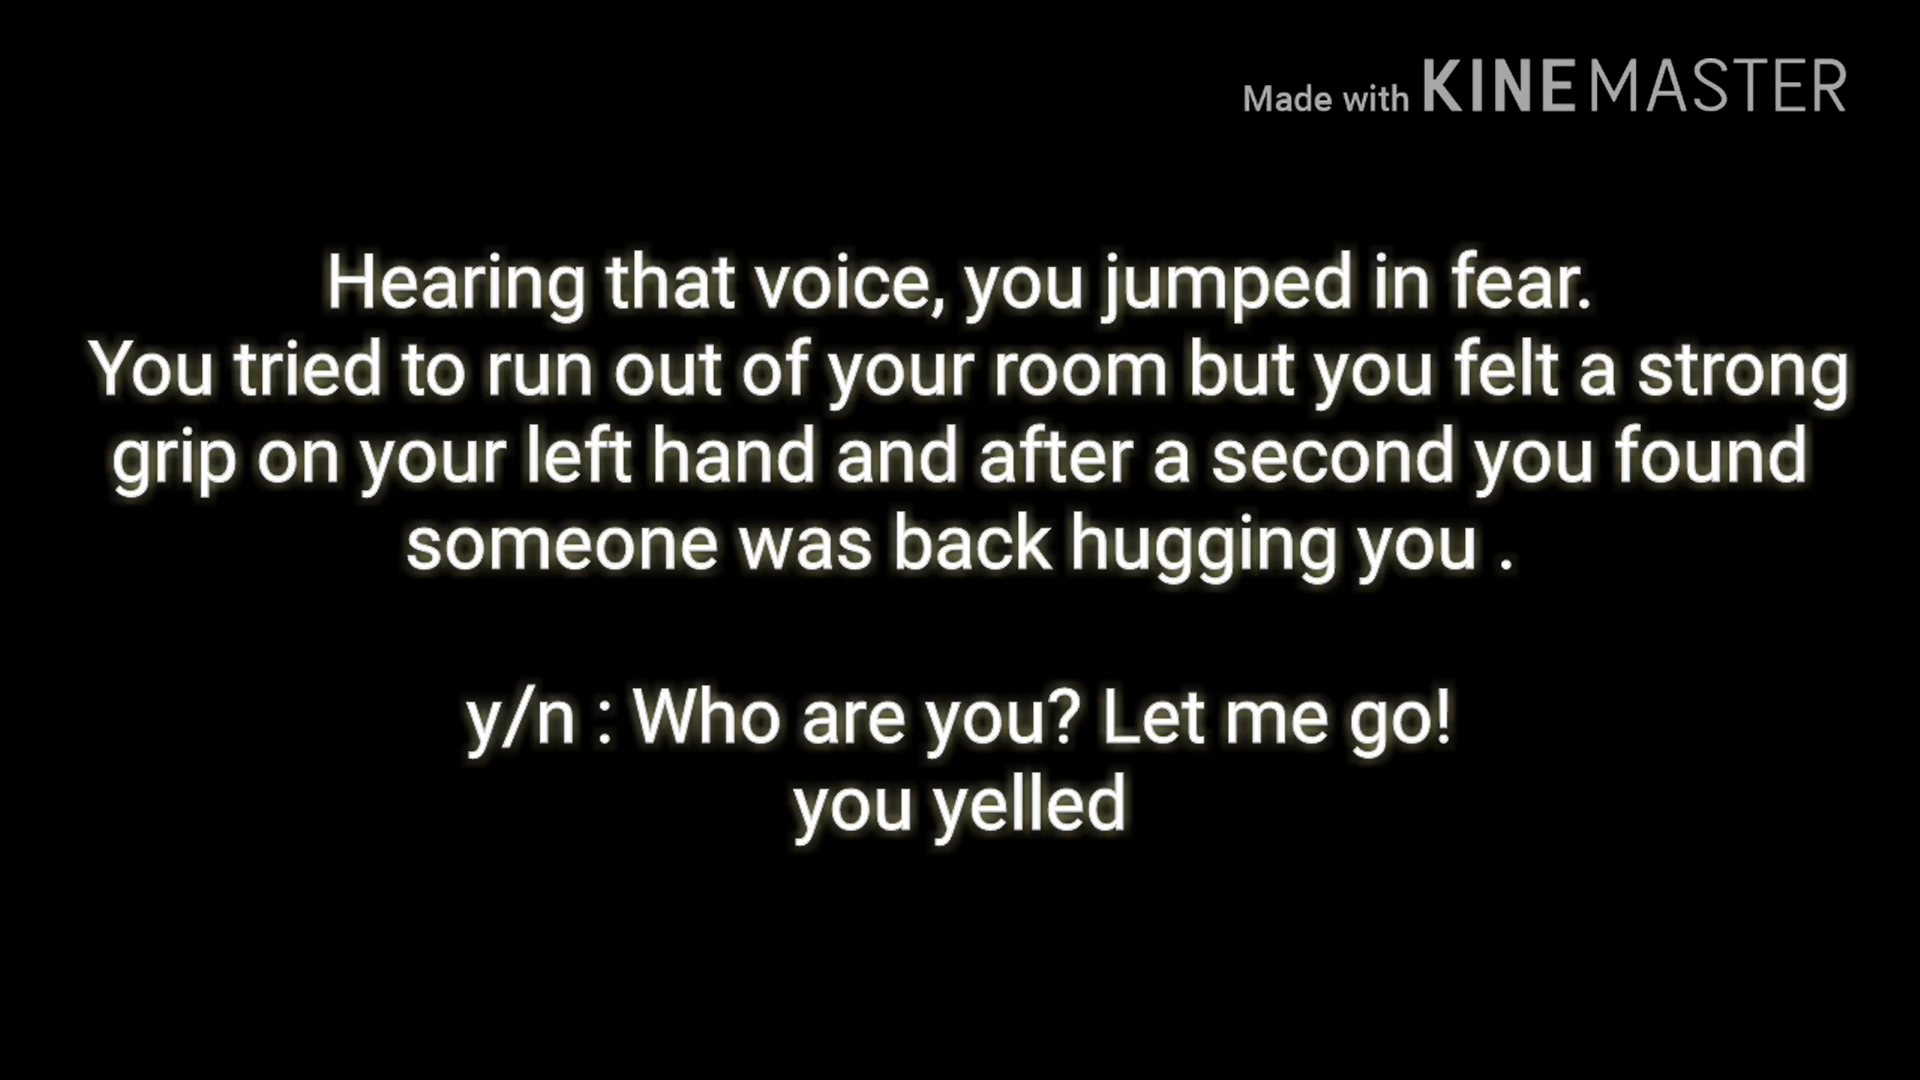 Made with KINEMASTER
Hearing that voice, you jumped in fear.
You tried to run out of your room but you felt a strong
grip on your left hand and after a second you found
someone was back hugging you .
y/n : Who are you? Let me go!
you yelled